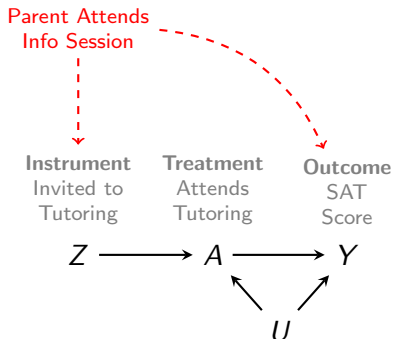 Parent Attends
Info Session
Instrument
Invited to
Tutoring
Treatment
Attends
Tutoring
Outcome
SAT
Score
Z
A
Y
U